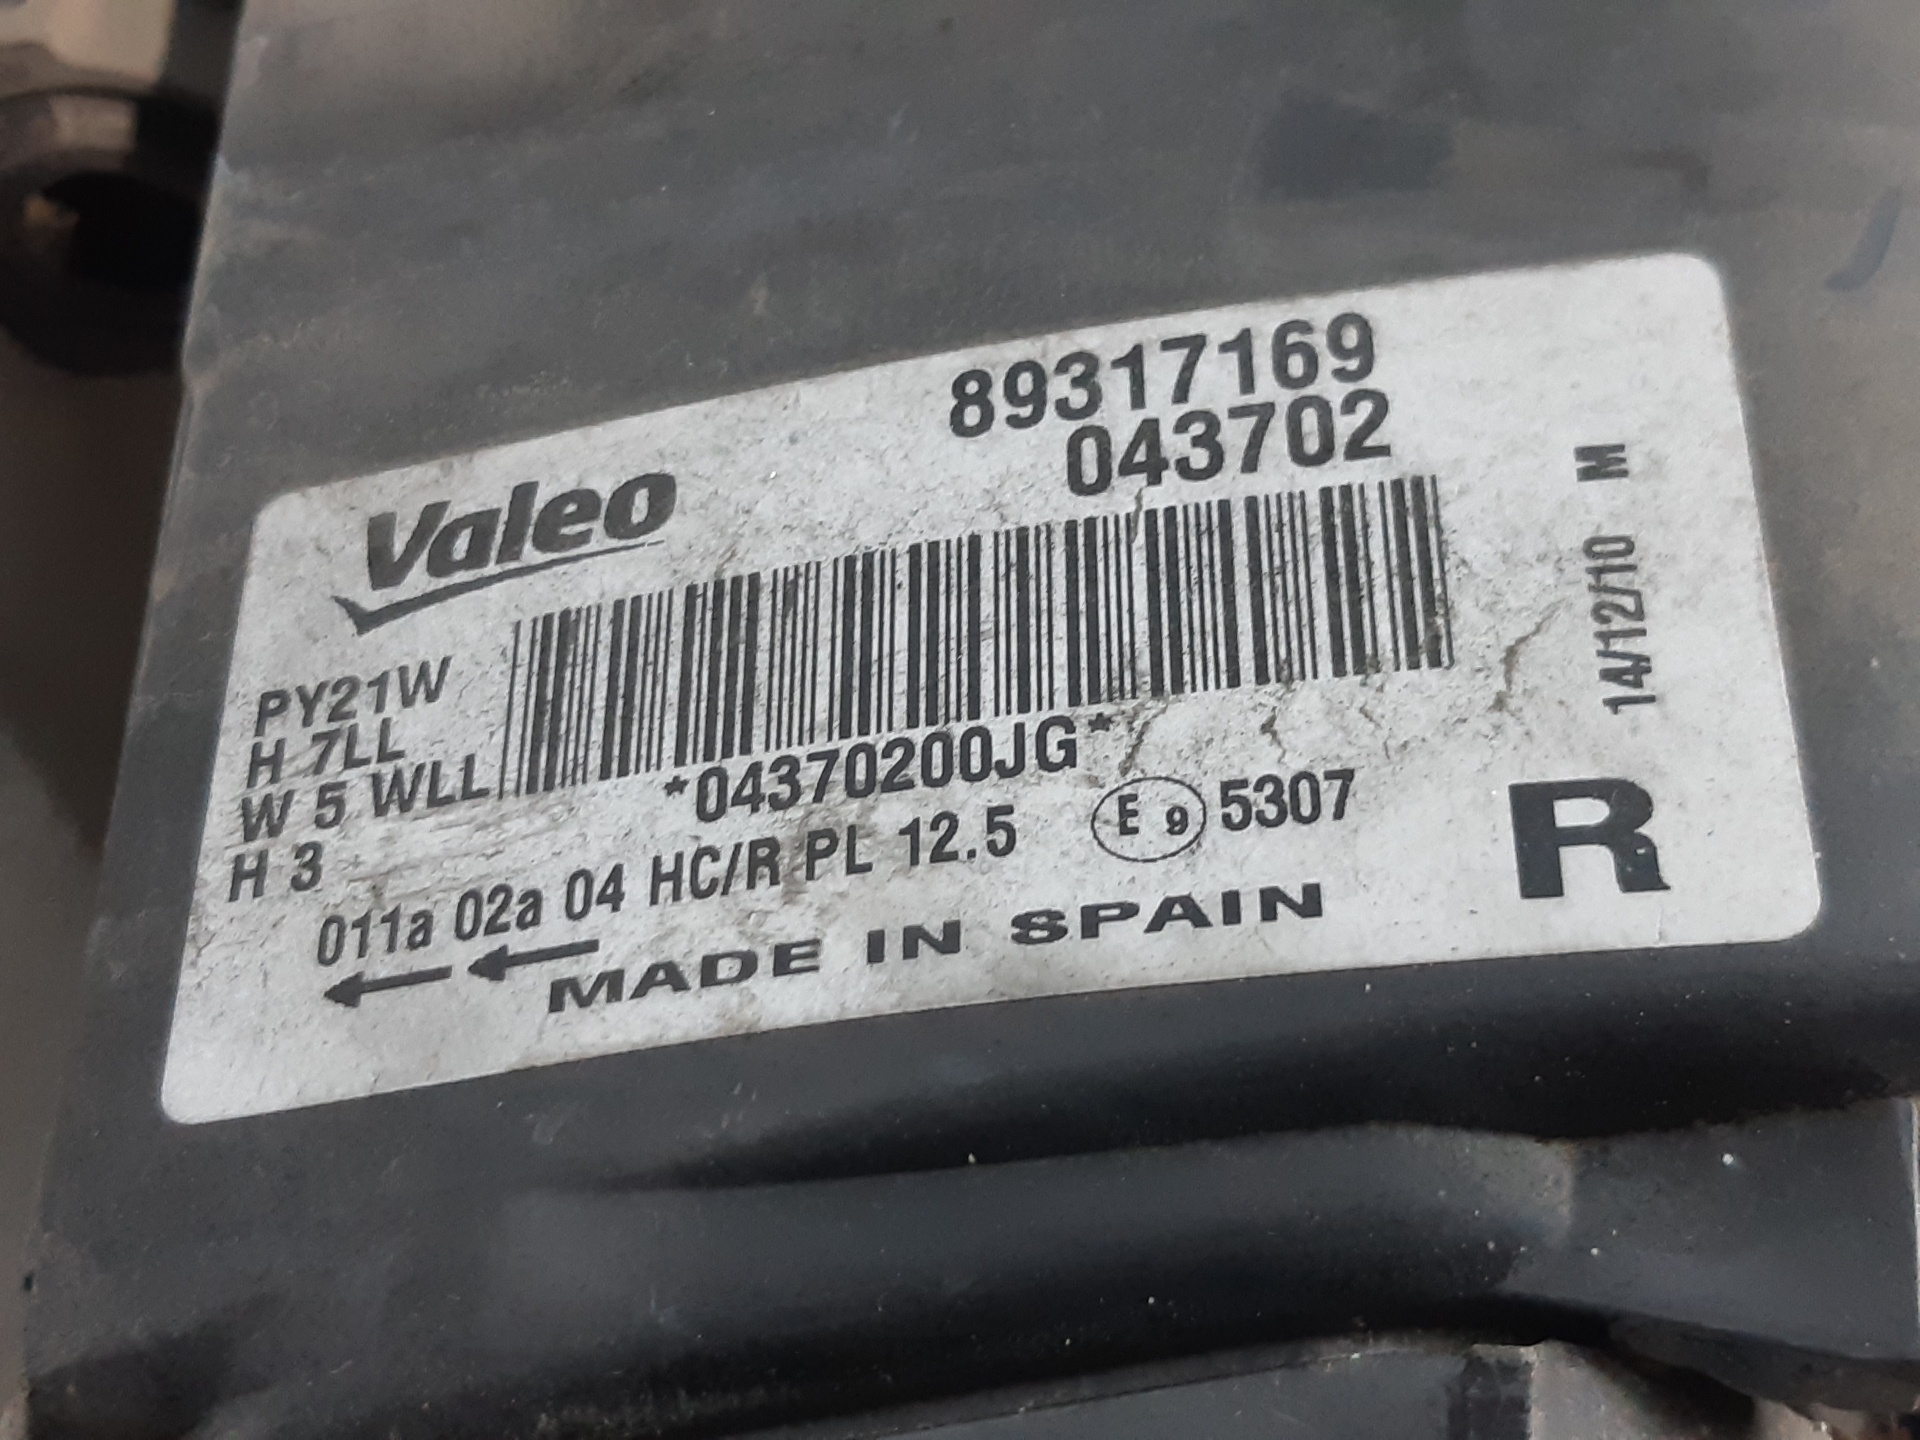 89317169
043702
Valeo
14/12/10 M
PY21W
H 7LL
W 5 WLL
H 3
*04370200JG*
011a 02a 04 HC/R PL 12.5 E 9 5307
R
MADE IN SPAIN